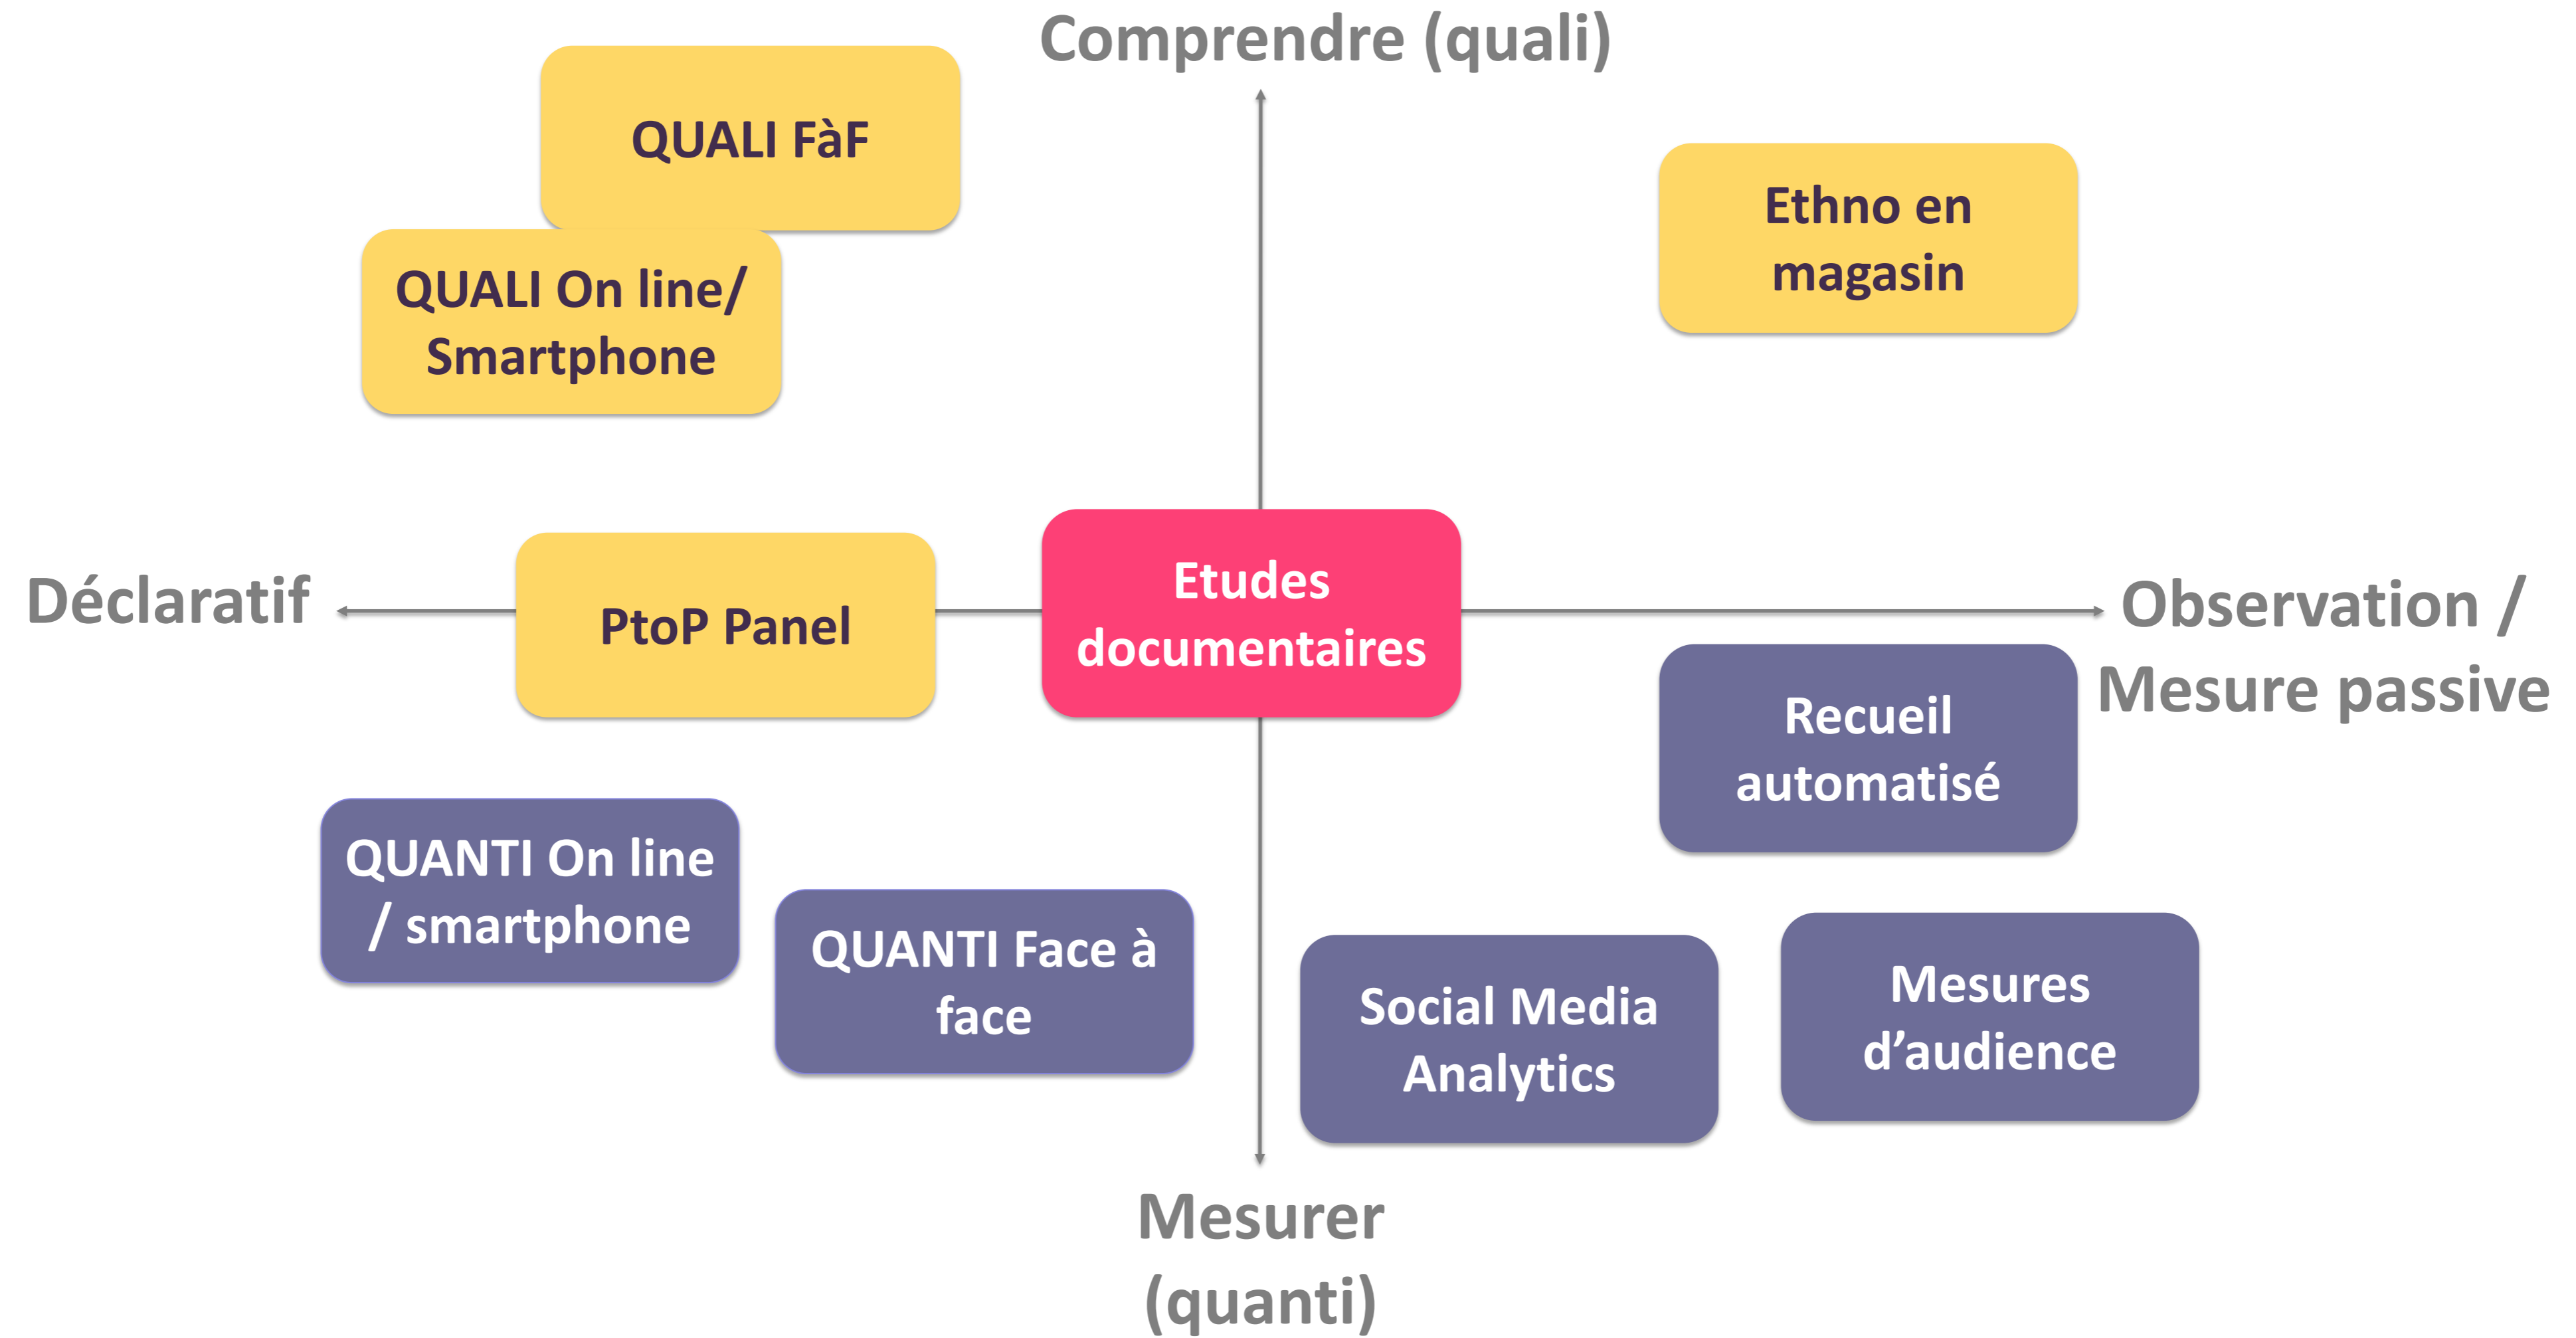 Comprendre (quali)
QUALI FàF
Ethno en
magasin
QUALI On line/
Smartphone
Déclaratif
PtoP Panel
Etudes
documentaires
Observation /
Mesure passive
Recueil
automatisé
QUANTI On line
/ smartphone
QUANTI Face à
face
Social Media
Analytics
Mesures
d’audience
Mesurer
(quanti)